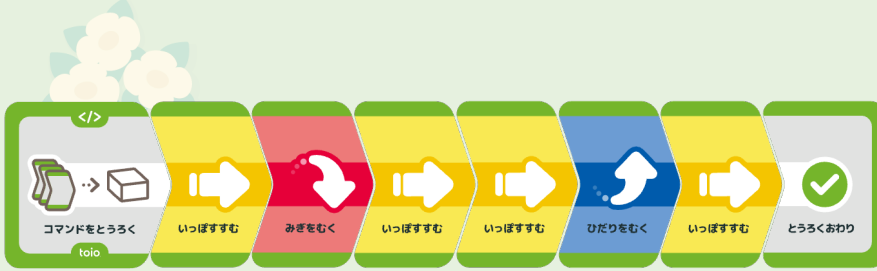 </>
コマンドをとうろく
toio
いっぽすすむ
みぎをむく
いっぽすすむ
いっぽすすむ
ひだりをむく
いっぽすすむ
とうろくおわり